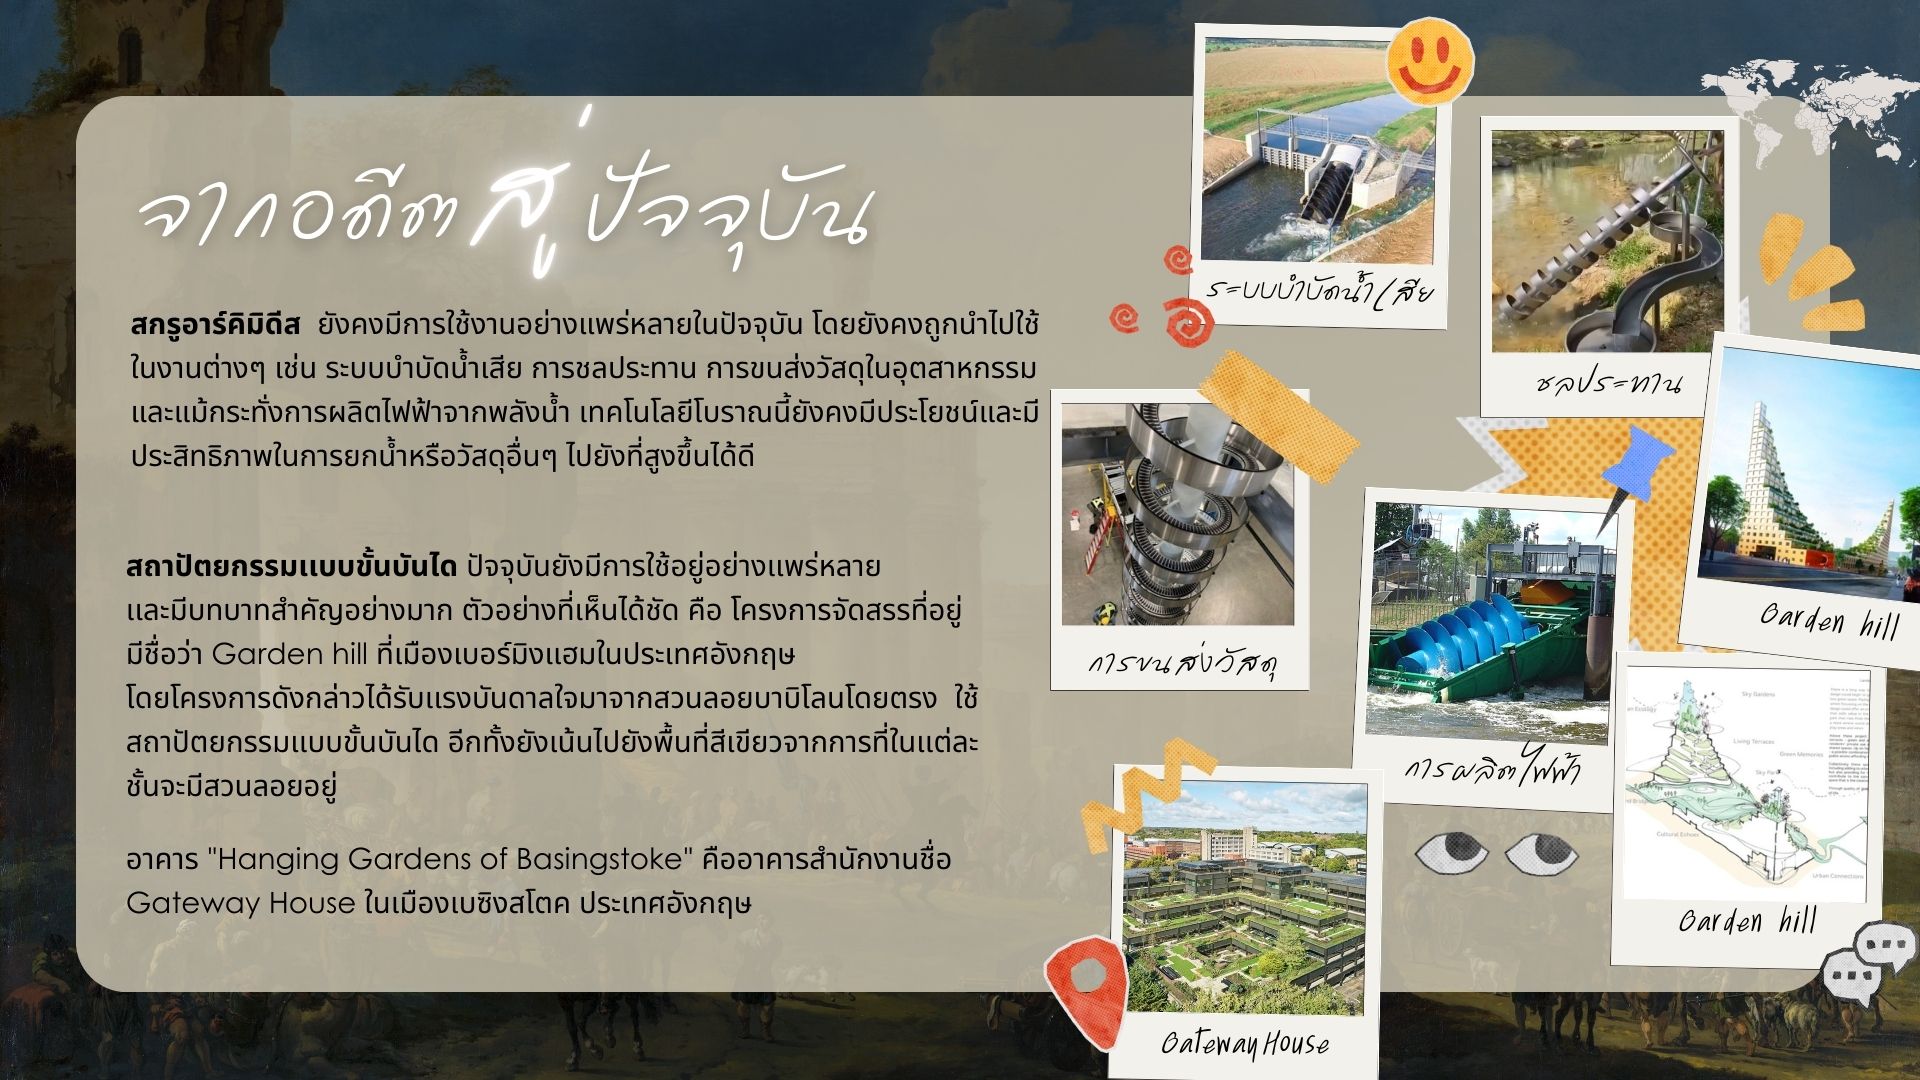 จากอดีตสู่ปัจจุบัน
สกรูอาร์คิมิดีส ยังคงมีการใช้งานอย่างแพร่หลายในปัจจุบัน โดยยังคงถูกนำไปใช้
ในงานต่างๆ เช่น ระบบบำบัดน้ำเสีย การชลประทาน การขนส่งวัสดุในอุตสาหกรรม
และแม้กระทั่งการผลิตไฟฟ้าจากพลังน้ำ เทคโนโลยีโบราณนี้ยังคงมีประโยชน์และมี
ประสิทธิภาพในการยกน้ำหรือวัสดุอื่นๆ ไปยังที่สูงขึ้นได้ดี
สถาปัตยกรรมแบบขั้นบันได ปัจจุบันยังมีการใช้อยู่อย่างแพร่หลาย
และมีบทบาทสำคัญอย่างมาก ตัวอย่างที่เห็นได้ชัด คือ โครงการจัดสรรที่อยู่
มีชื่อว่า Garden hill ที่เมืองเบอร์มิงแฮมในประเทศอังกฤษ
โดยโครงการดังกล่าวได้รับแรงบันดาลใจมาจากสวนลอยบาบิโลนโดยตรง ใช้
สถาปัตยกรรมแบบขั้นบันได อีกทั้งยังเน้นไปยังพื้นที่สีเขียวจากการที่ในแต่ละ
ชั้นจะมีสวนลอยอยู่
อาคาร "Hanging Gardens of Basingstoke" คืออาคารสำนักงานชื่อ
Gateway House ในเมืองเบซิงสโตค ประเทศอังกฤษ
ระบบบำบัดน้ำเสีย
ชลประทาน
การขนส่งวัสดุ
การผลิตไฟฟ้า
Garden hill
Sky Gardens
Living Terraces
Green Memories
Sky Park
Cultural Echoes
Urban Connections
Garden hill
Gateway House